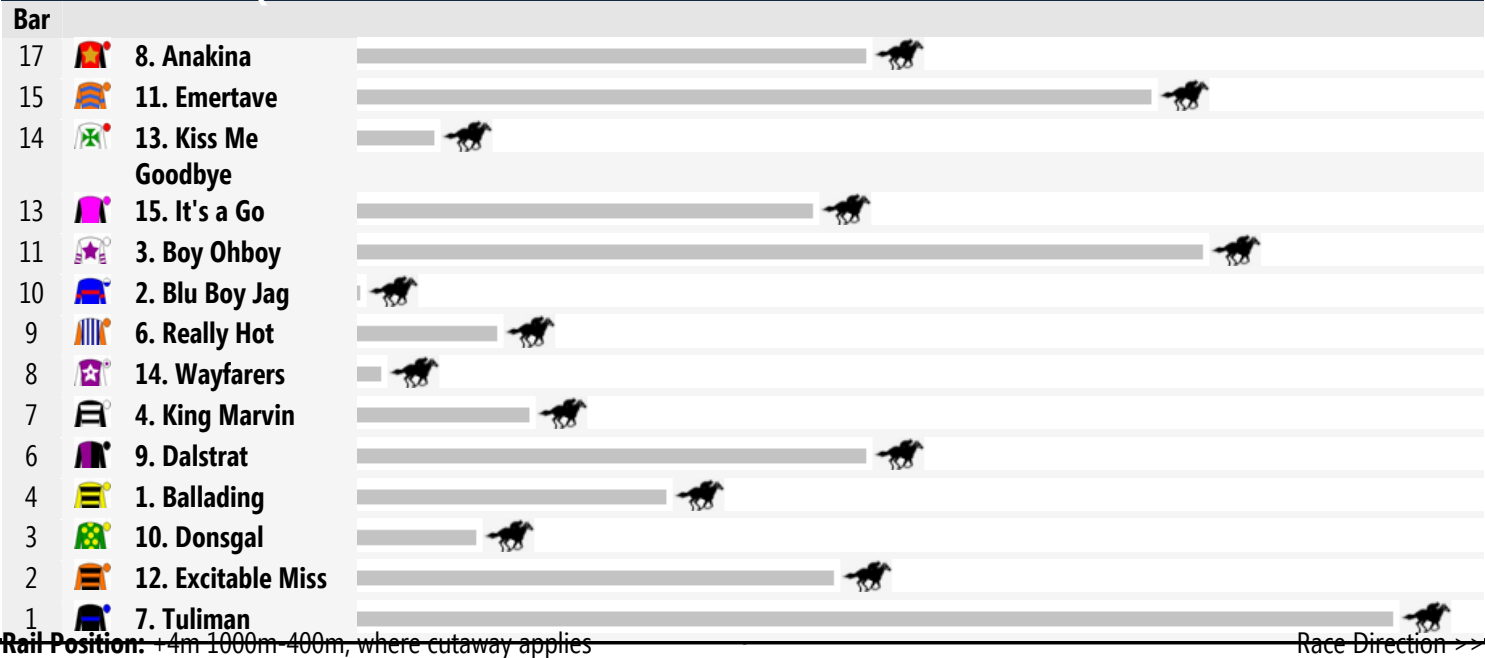 Bar
17 8. Anakina
15 11. Emertave
14 13. Kiss Me
Goodbye
13 15. It's a Go
11 3. Boy Ohboy
10 2. Blu Boy Jag
9 6. Really Hot
8 14. Wayfarers
7 4. King Marvin
6 9. Dalstrat
4 1. Ballading
3 10. Donsgal
2 12. Excitable Miss
1 7. Tuliman
Rail Position: +4m 1000m-400m, where cutaway applies Race Direction >>